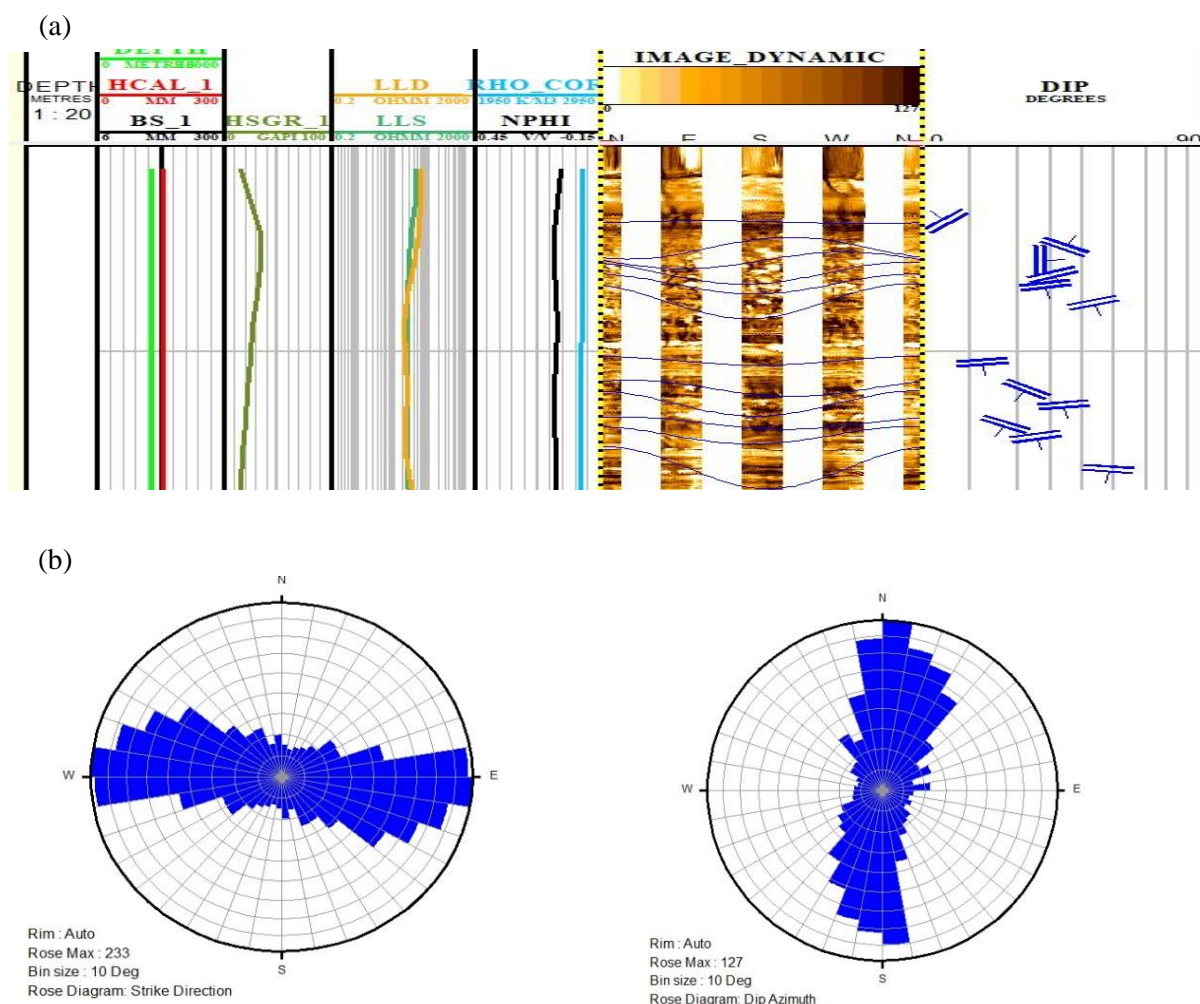 (a)
DEPTH
0 METRES
IMAGE_DYNAMIC
DEPTH
METRES
1 : 20
HCAL_1
0 MM 300
BS_1
MM 300
HSGR_1
0 GAPI 100
LLD
0.2 OHMM 2000
LLS
0.2 OHMM 2000
RHO_COR
1950 K/M3 2950
NPHI
0.45 V/V -0.15
0 127
N E S W N
DIP
DEGREES
0 90
(b)
N
W E
S
Rim : Auto
Rose Max : 233
Bin size : 10 Deg
Rose Diagram: Strike Direction
N
W E
S
Rim : Auto
Rose Max : 127
Bin size : 10 Deg
Rose Diagram: Dip Azimuth